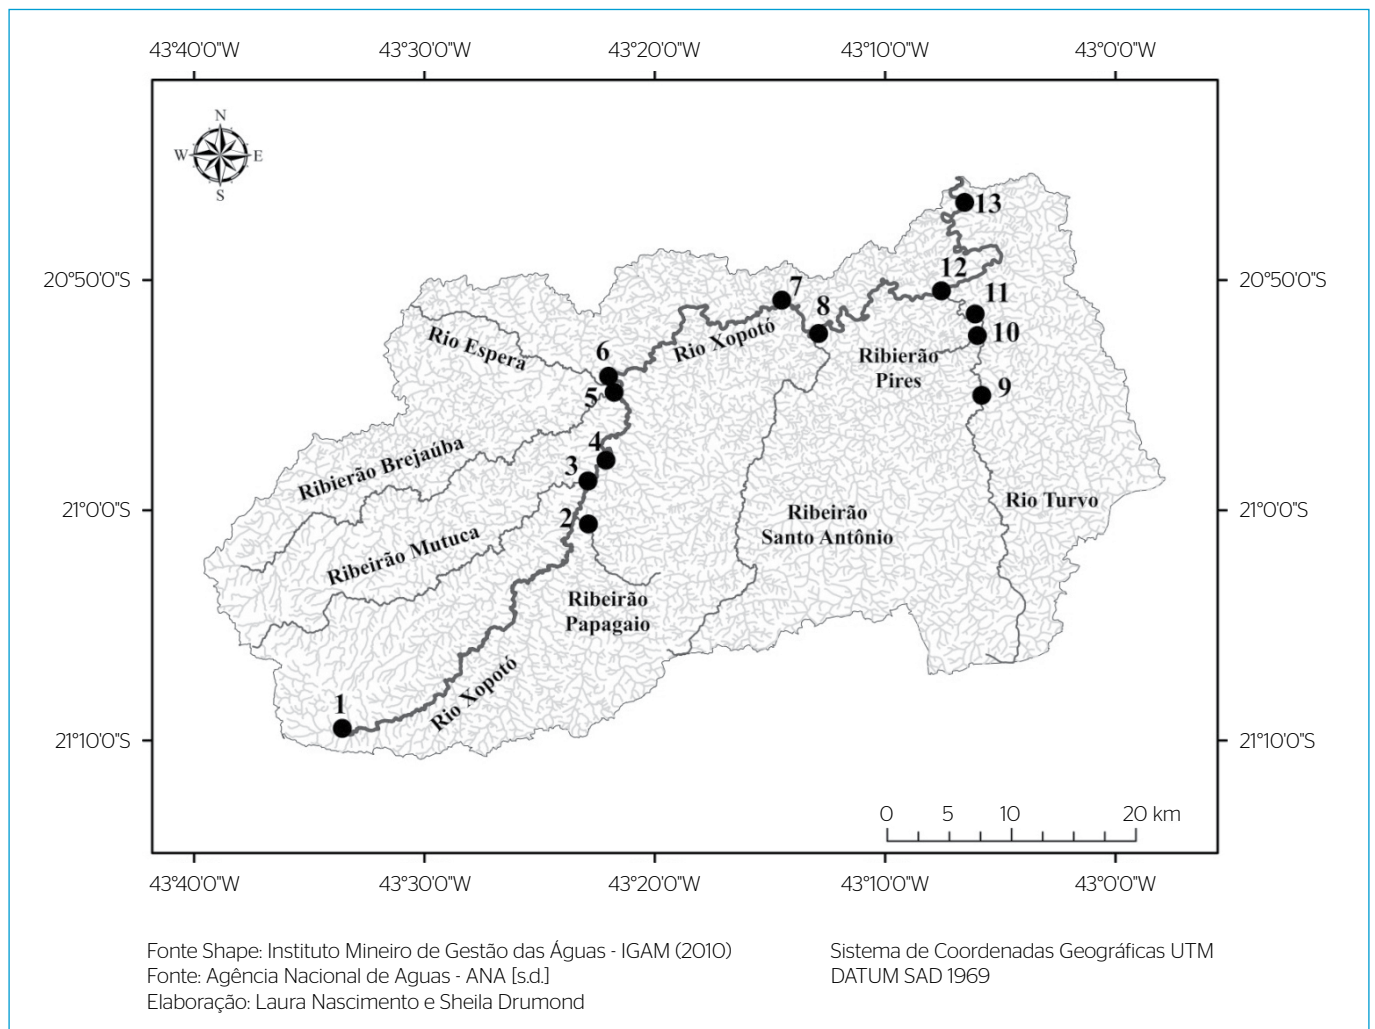 43°40'0"W 43°30'0"W 43°20'0"W 43°10'0"W 43°0'0"W
N
W E
S
13
20°50'0"S 20°50'0"S
12
7
11
8
10
Rio Espera
Rio Xopotó
Ribierão
Pires
6
5
9
4
Ribierão Brejaúba
3
Rio Turvo
21°0'0"S 21°0'0"S
2
Ribeirão
Santo Antônio
Ribeirão Mutuca
Ribeirão
Papagaio
Rio Xopotó
1
21°10'0"S 21°10'0"S
0 5 10 20 km
43°40'0"W 43°30'0"W 43°20'0"W 43°10'0"W 43°0'0"W
Fonte Shape: Instituto Mineiro de Gestão das Águas - IGAM (2010)
Fonte: Agência Nacional de Aguas - ANA [s.d.]
Elaboração: Laura Nascimento e Sheila Drumond
Sistema de Coordenadas Geográficas UTM
DATUM SAD 1969